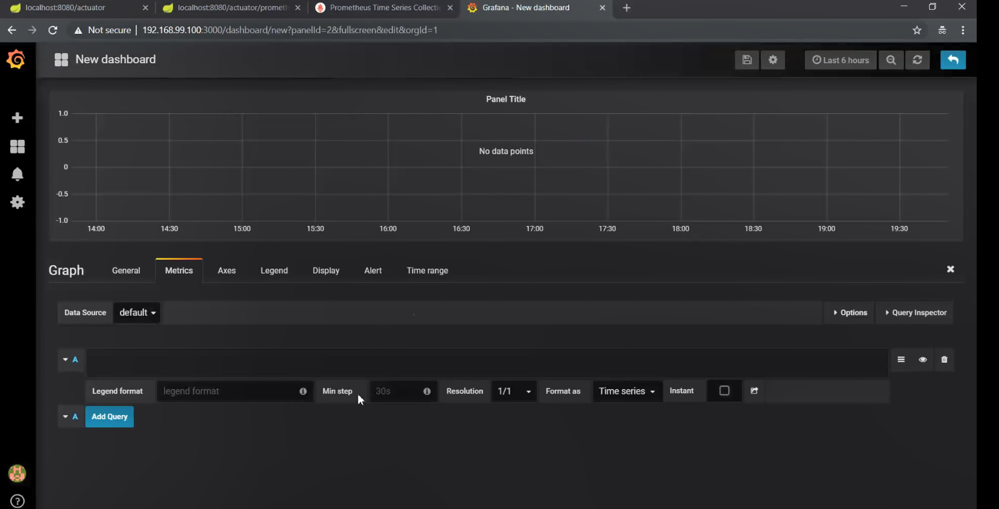 localhost:8080/actuator
localhost:8080/actuator/prometh
Prometheus Time Series Collecti
Grafana - New dashboard
Not secure | 192.168.99.100:3000/dashboard/new?panelId=2&fullscreen&edit&orgId=1
New dashboard
Last 6 hours
Panel Title
1.0
0.5
No data points
0
-0.5
-1.0
14:00 14:30 15:00 15:30 16:00 16:30 17:00 17:30 18:00 18:30 19:00 19:30
Graph General Metrics Axes Legend Display Alert Time range
Data Source default Options Query Inspector
A
Legend format legend format Min step 30s Resolution 1/1 Format as Time series Instant
A Add Query